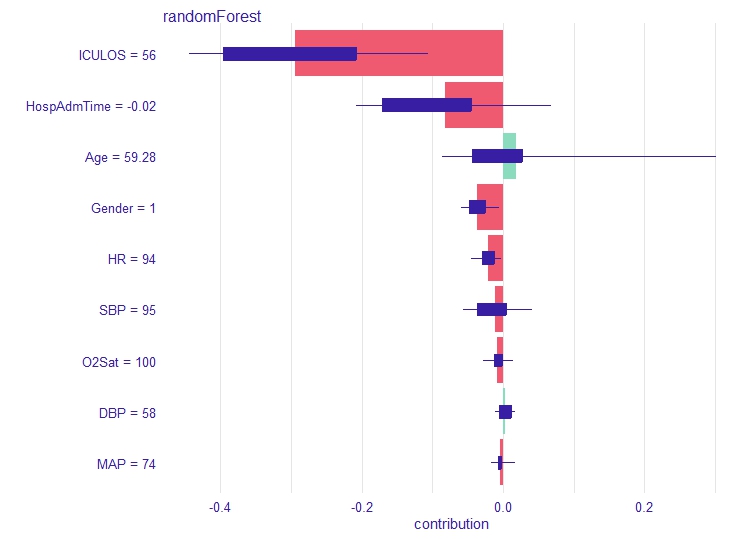 randomForest
ICULOS = 56
HospAdmTime = -0.02
Age = 59.28
Gender = 1
HR = 94
SBP = 95
O2Sat = 100
DBP = 58
MAP = 74
-0.4 -0.2 0.0 0.2
contribution